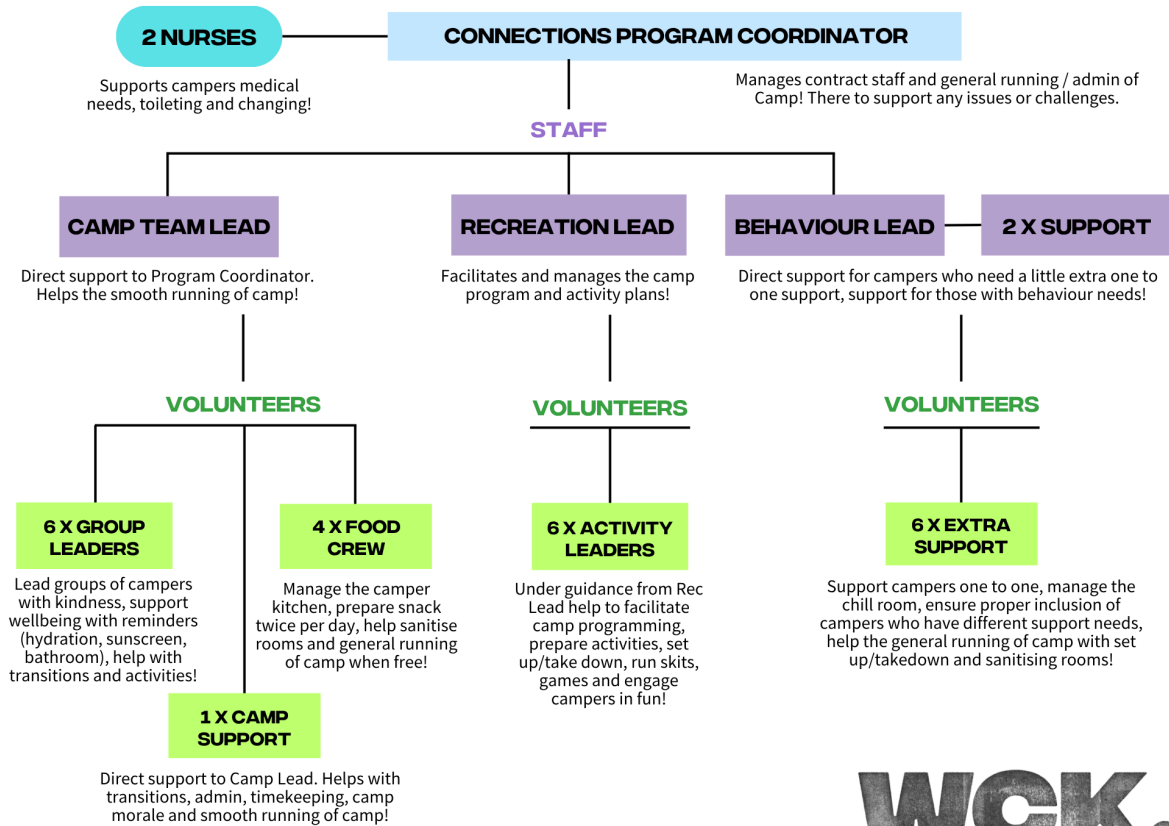 2 NURSES
CONNECTIONS PROGRAM COORDINATOR
Supports campers medical
needs, toileting and changing!
Manages contract staff and general running / admin of
Camp! There to support any issues or challenges.
STAFF
CAMP TEAM LEAD
RECREATION LEAD
BEHAVIOUR LEAD
2 X SUPPORT
Direct support to Program Coordinator.
Helps the smooth running of camp!
Facilitates and manages the camp
program and activity plans!
Direct support for campers who need a little extra one to
one support, support for those with behaviour needs!
VOLUNTEERS
VOLUNTEERS
VOLUNTEERS
6 X GROUP
LEADERS
Lead groups of campers
with kindness, support
wellbeing with reminders
(hydration, sunscreen,
bathroom), help with
transitions and activities!
4 X FOOD
CREW
Manage the camper
kitchen, prepare snack
twice per day, help sanitise
rooms and general running
of camp when free!
6 X ACTIVITY
LEADERS
Under guidance from Rec
Lead help to facilitate
camp programming,
prepare activities, set
up/take down, run skits,
games and engage
campers in fun!
6 X EXTRA
SUPPORT
Support campers one to one, manage the
chill room, ensure proper inclusion of
campers who have different support needs,
help the general running of camp with set
up/takedown and sanitising rooms!
1 X CAMP
SUPPORT
Direct support to Camp Lead. Helps with
transitions, admin, timekeeping, camp
morale and smooth running of camp!
WCK.